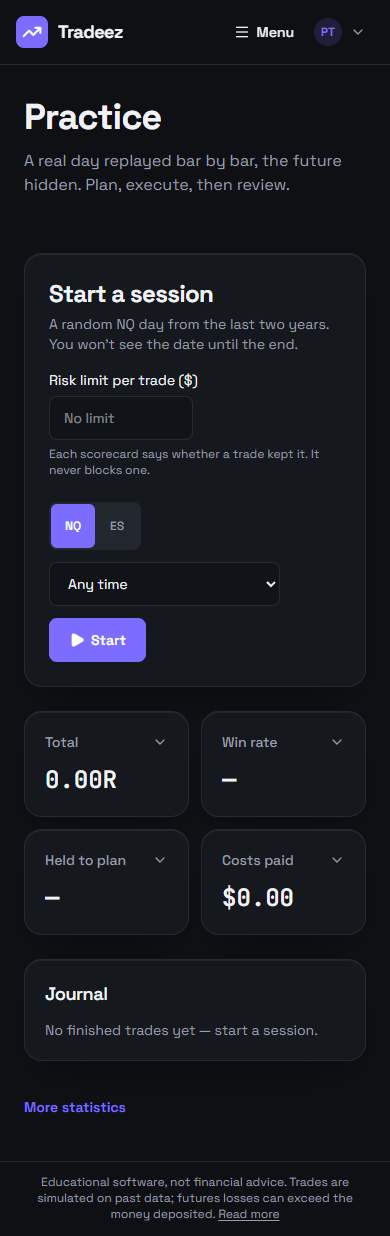 Tradeez
Menu
PT
Practice
A real day replayed bar by bar, the future
hidden. Plan, execute, then review.
Start a session
A random NQ day from the last two years.
You won't see the date until the end.
Risk limit per trade ($)
No limit
Each scorecard says whether a trade kept it. It
never blocks one.
NQ ES
Any time
Start
Total
0.00R
Win rate
—
Held to plan
—
Costs paid
$0.00
Journal
No finished trades yet — start a session.
More statistics
Educational software, not financial advice. Trades are
simulated on past data; futures losses can exceed the
money deposited. Read more